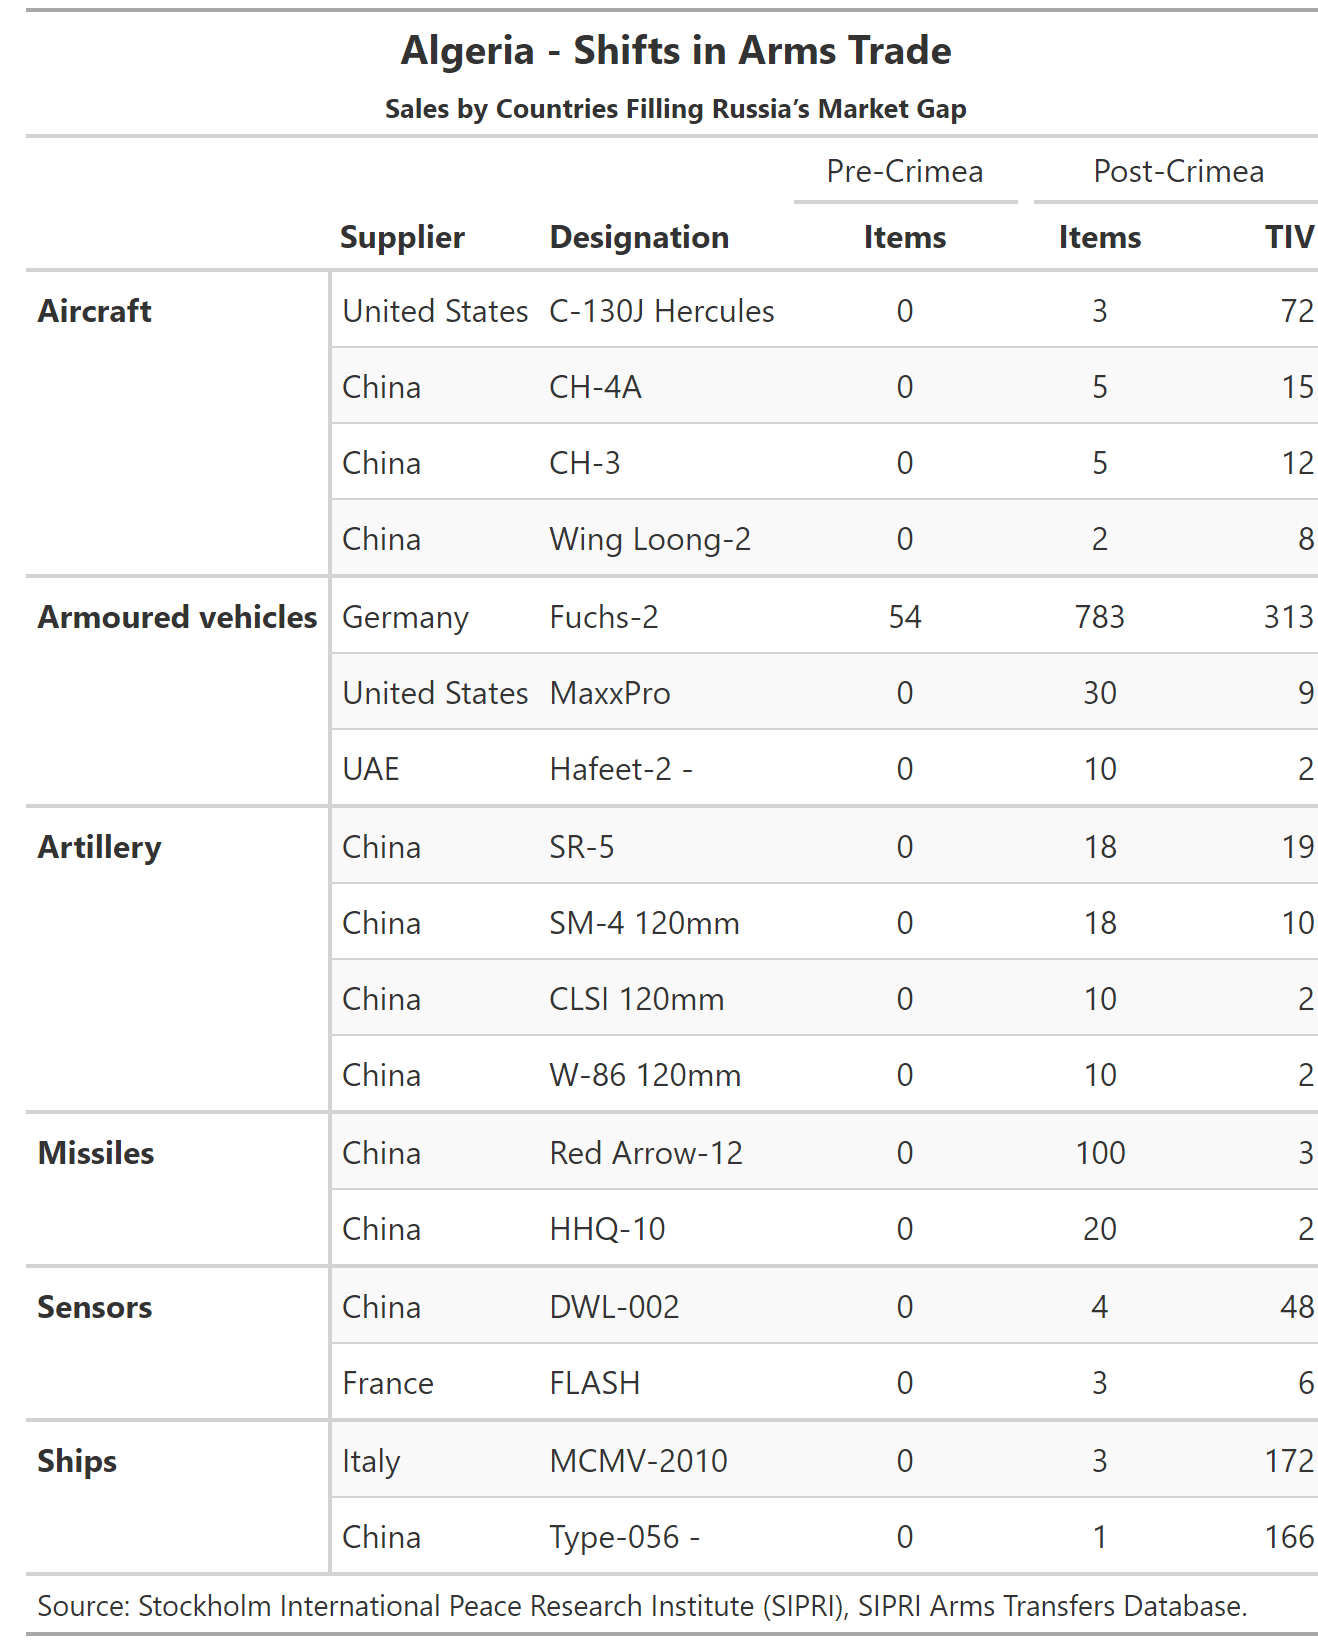 Algeria - Shifts in Arms Trade
Sales by Countries Filling Russia’s Market Gap
Pre-Crimea Post-Crimea
Supplier Designation Items Items TIV
Aircraft United States C-130J Hercules 0 3 72
China CH-4A 0 5 15
China CH-3 0 5 12
China Wing Loong-2 0 2 8
Armoured vehicles Germany Fuchs-2 54 783 313
United States MaxxPro 0 30 9
UAE Hafeet-2 - 0 10 2
Artillery China SR-5 0 18 19
China SM-4 120mm 0 18 10
China CLSI 120mm 0 10 2
China W-86 120mm 0 10 2
Missiles China Red Arrow-12 0 100 3
China HHQ-10 0 20 2
Sensors China DWL-002 0 4 48
France FLASH 0 3 6
Ships Italy MCMV-2010 0 3 172
China Type-056 - 0 1 166
Source: Stockholm International Peace Research Institute (SIPRI), SIPRI Arms Transfers Database.